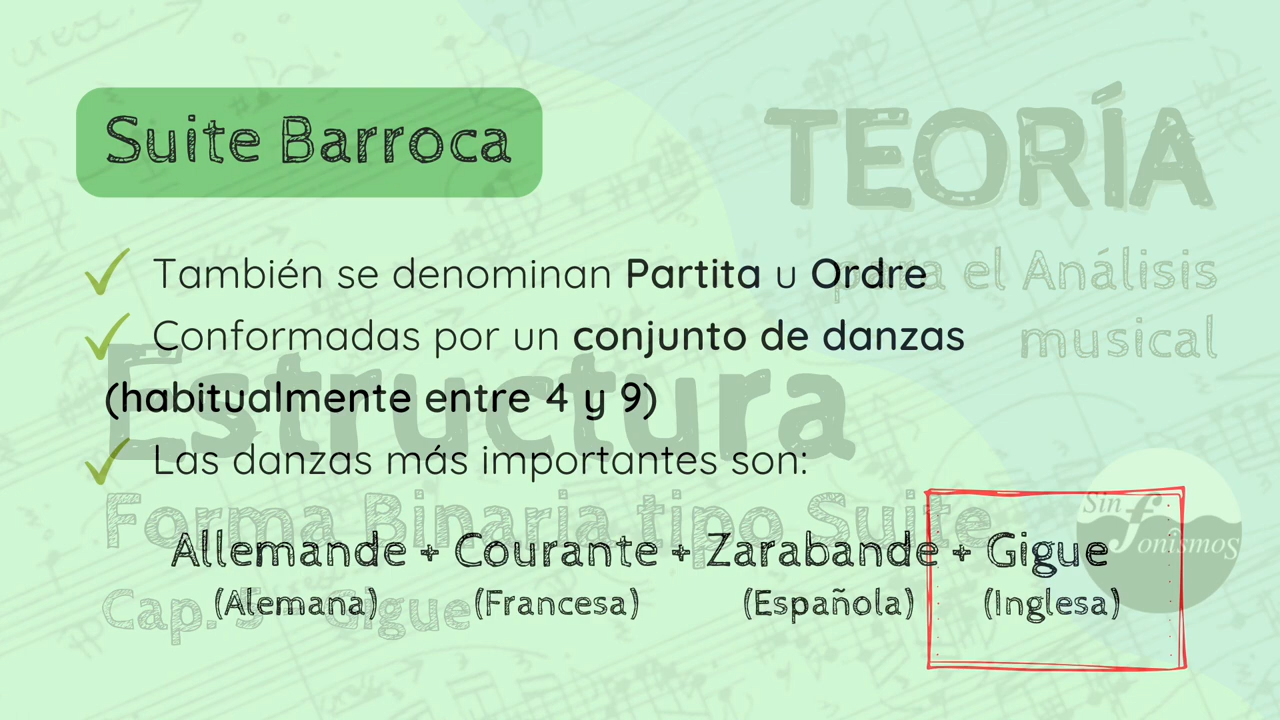 Suite Barroca
TEORÍA
para el Análisis
musical
También se denominan Partita u Ordre
Conformadas por un conjunto de danzas
(habitualmente entre 4 y 9)
Las danzas más importantes son:
Allemande + Courante + Zarabande + Gigue
(Alemana) (Francesa) (Española) (Inglesa)
Estructura
Forma Binaria tipo Suite
Cap. 5 - Gigue
Sinfonismos